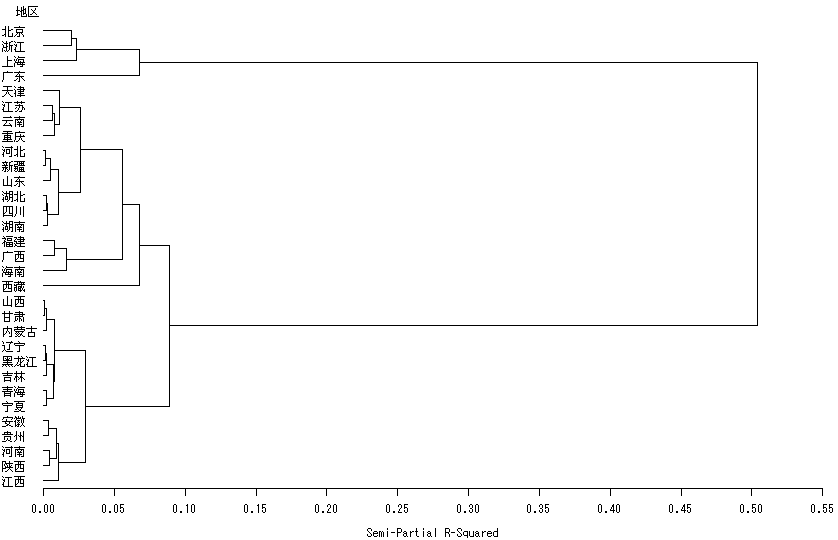 地区
北京
浙江
上海
广东
天津
江苏
云南
重庆
河北
新疆
山东
湖北
四川
湖南
福建
广西
海南
西藏
山西
甘肃
内蒙古
辽宁
黑龙江
吉林
青海
宁夏
安徽
贵州
河南
陕西
江西
0.00 0.05 0.10 0.15 0.20 0.25 0.30 0.35 0.40 0.45 0.50 0.55
Semi-Partial R-Squared